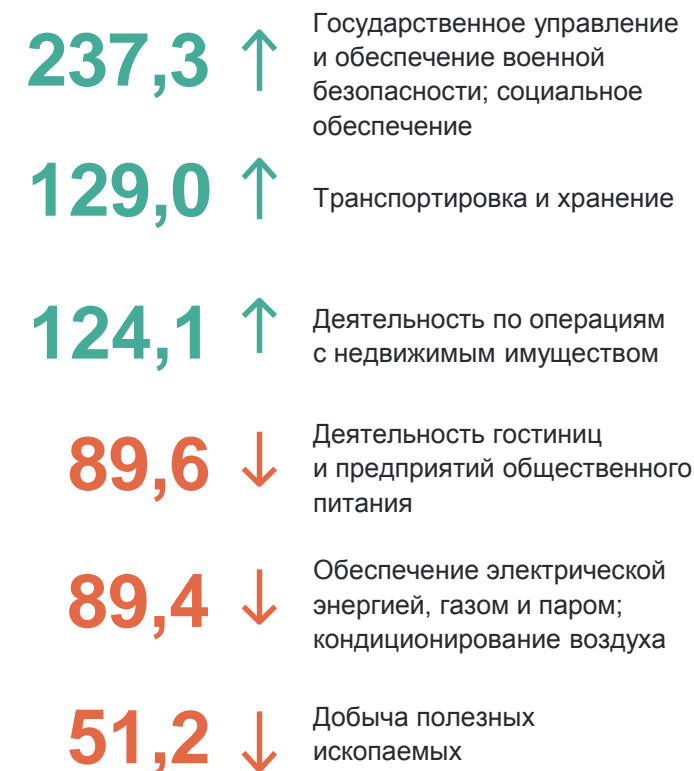 237,3 ↑
Государственное управление
и обеспечение военной
безопасности; социальное
обеспечение
129,0 ↑
Транспортировка и хранение
124,1 ↑
Деятельность по операциям
с недвижимым имуществом
89,6 ↓
Деятельность гостиниц
и предприятий общественного
питания
89,4 ↓
Обеспечение электрической
энергией, газом и паром;
кондиционирование воздуха
51,2 ↓
Добыча полезных
ископаемых